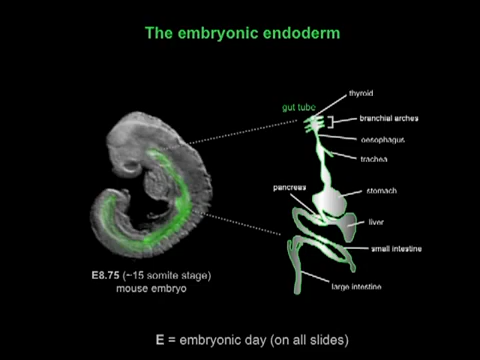 The embryonic endoderm
thyroid
gut tube
branchial arches
oesophagus
trachea
pancreas
stomach
liver
small intestine
large intestine
E8.75 (~15 somite stage)
mouse embryo
E = embryonic day (on all slides)